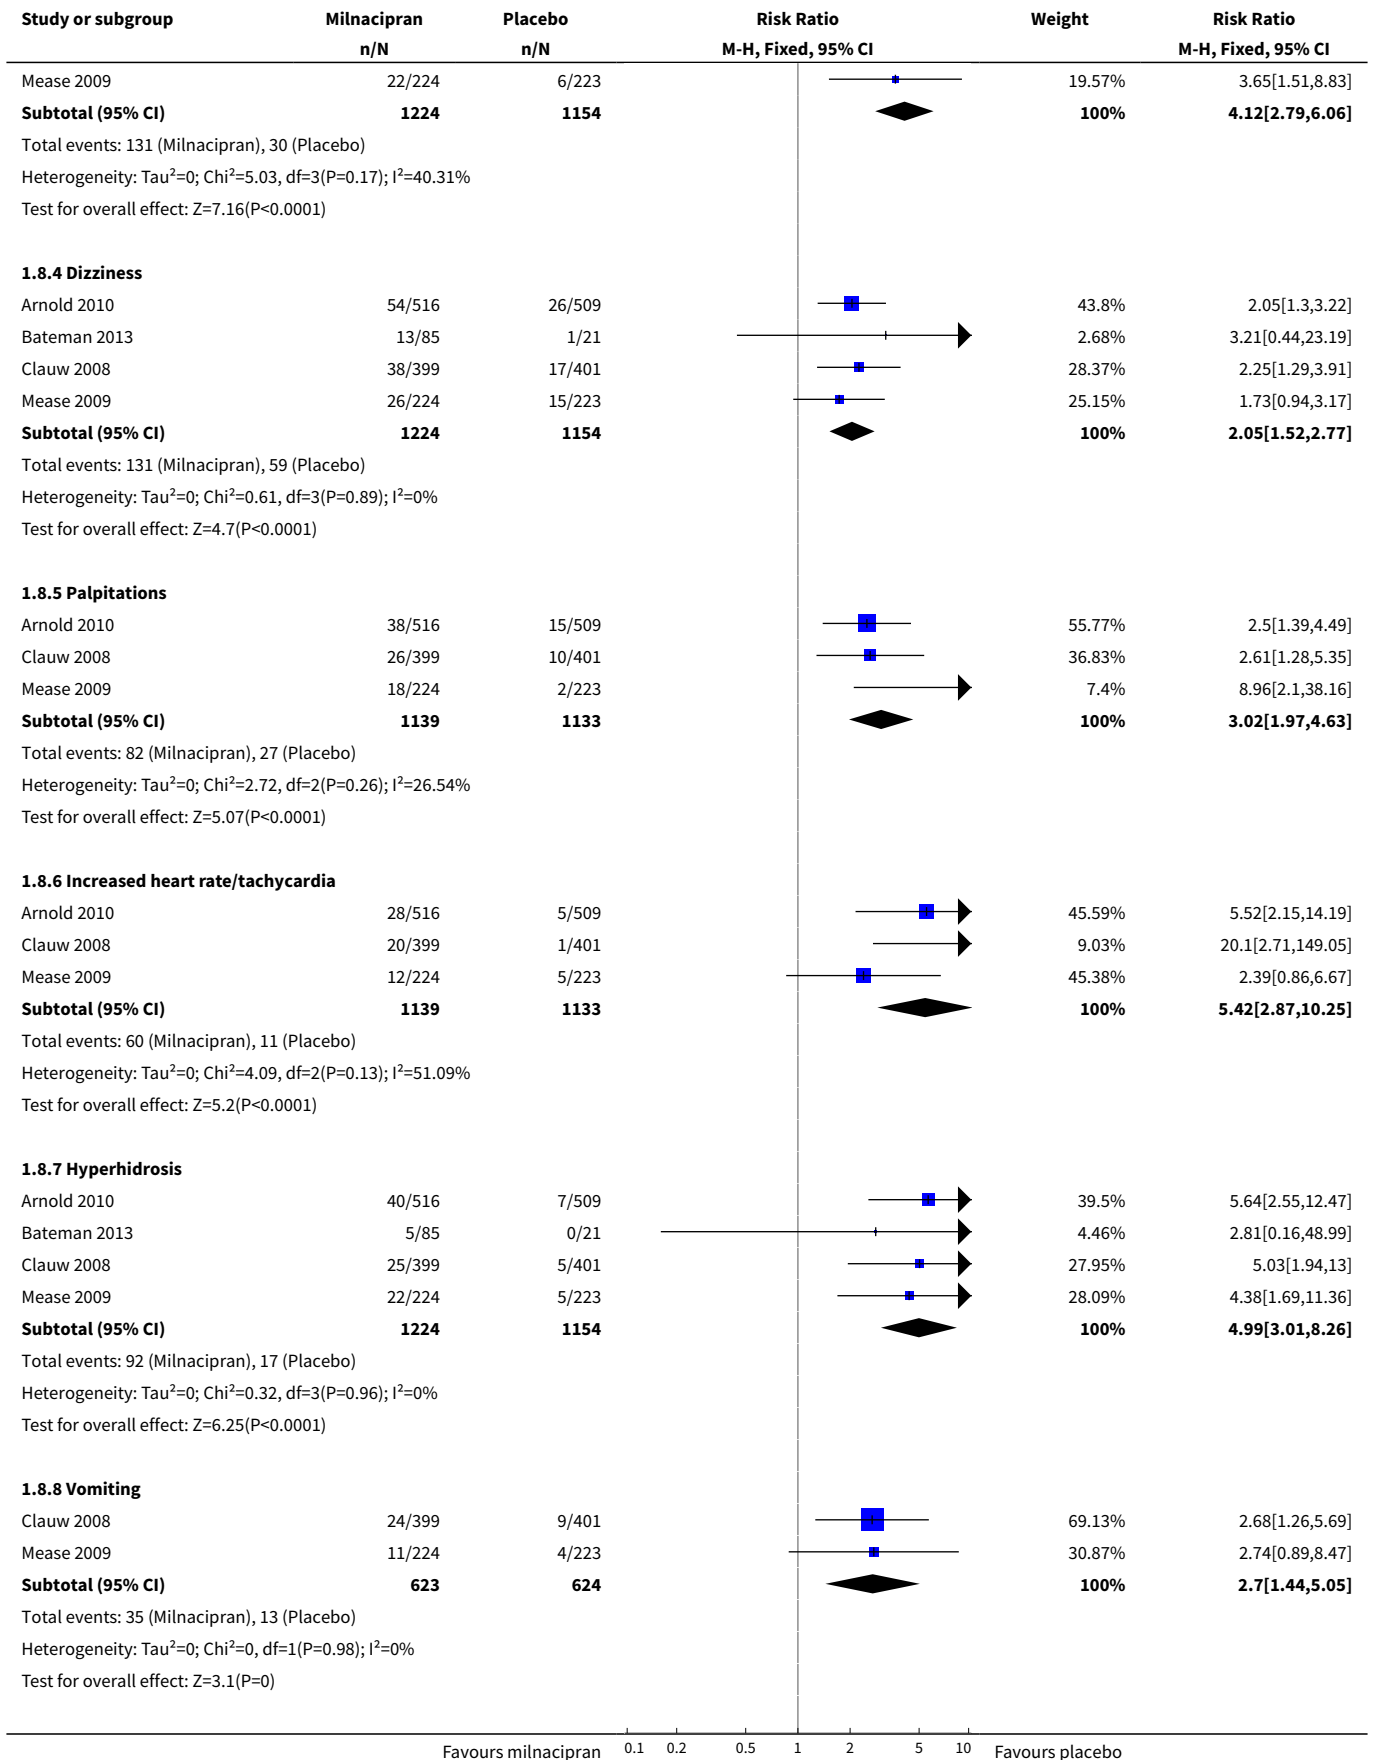 Study or subgroup Milnacipran Placebo Risk Ratio Weight Risk Ratio
n/N n/N M-H, Fixed, 95% CI M-H, Fixed, 95% CI
Mease 2009 22/224 6/223 19.57% 3.65[1.51,8.83]
Subtotal (95% CI) 1224 1154 100% 4.12[2.79,6.06]
Total events: 131 (Milnacipran), 30 (Placebo)
Heterogeneity: Tau²=0; Chi²=5.03, df=3(P=0.17); I²=40.31%
Test for overall effect: Z=7.16(P<0.0001)
1.8.4 Dizziness
Arnold 2010 54/516 26/509 43.8% 2.05[1.3,3.22]
Bateman 2013 13/85 1/21 2.68% 3.21[0.44,23.19]
Clauw 2008 38/399 17/401 28.37% 2.25[1.29,3.91]
Mease 2009 26/224 15/223 25.15% 1.73[0.94,3.17]
Subtotal (95% CI) 1224 1154 100% 2.05[1.52,2.77]
Total events: 131 (Milnacipran), 59 (Placebo)
Heterogeneity: Tau²=0; Chi²=0.61, df=3(P=0.89); I²=0%
Test for overall effect: Z=4.7(P<0.0001)
1.8.5 Palpitations
Arnold 2010 38/516 15/509 55.77% 2.5[1.39,4.49]
Clauw 2008 26/399 10/401 36.83% 2.61[1.28,5.35]
Mease 2009 18/224 2/223 7.4% 8.96[2.1,38.16]
Subtotal (95% CI) 1139 1133 100% 3.02[1.97,4.63]
Total events: 82 (Milnacipran), 27 (Placebo)
Heterogeneity: Tau²=0; Chi²=2.72, df=2(P=0.26); I²=26.54%
Test for overall effect: Z=5.07(P<0.0001)
1.8.6 Increased heart rate/tachycardia
Arnold 2010 28/516 5/509 45.59% 5.52[2.15,14.19]
Clauw 2008 20/399 1/401 9.03% 20.1[2.71,149.05]
Mease 2009 12/224 5/223 45.38% 2.39[0.86,6.67]
Subtotal (95% CI) 1139 1133 100% 5.42[2.87,10.25]
Total events: 60 (Milnacipran), 11 (Placebo)
Heterogeneity: Tau²=0; Chi²=4.09, df=2(P=0.13); I²=51.09%
Test for overall effect: Z=5.2(P<0.0001)
1.8.7 Hyperhidrosis
Arnold 2010 40/516 7/509 39.5% 5.64[2.55,12.47]
Bateman 2013 5/85 0/21 4.46% 2.81[0.16,48.99]
Clauw 2008 25/399 5/401 27.95% 5.03[1.94,13]
Mease 2009 22/224 5/223 28.09% 4.38[1.69,11.36]
Subtotal (95% CI) 1224 1154 100% 4.99[3.01,8.26]
Total events: 92 (Milnacipran), 17 (Placebo)
Heterogeneity: Tau²=0; Chi²=0.32, df=3(P=0.96); I²=0%
Test for overall effect: Z=6.25(P<0.0001)
1.8.8 Vomiting
Clauw 2008 24/399 9/401 69.13% 2.68[1.26,5.69]
Mease 2009 11/224 4/223 30.87% 2.74[0.89,8.47]
Subtotal (95% CI) 623 624 100% 2.7[1.44,5.05]
Total events: 35 (Milnacipran), 13 (Placebo)
Heterogeneity: Tau²=0; Chi²=0, df=1(P=0.98); I²=0%
Test for overall effect: Z=3.1(P=0)
Favours milnacipran 0.1 0.2 0.5 1 2 5 10 Favours placebo